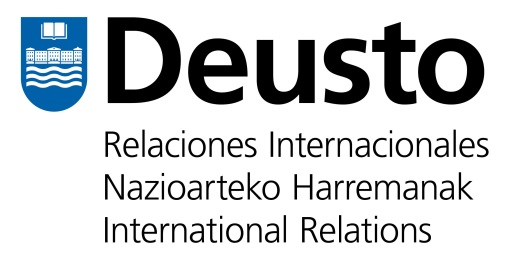 Deusto
Relaciones Internacionales
Nazioarteko Harremanak
International Relations